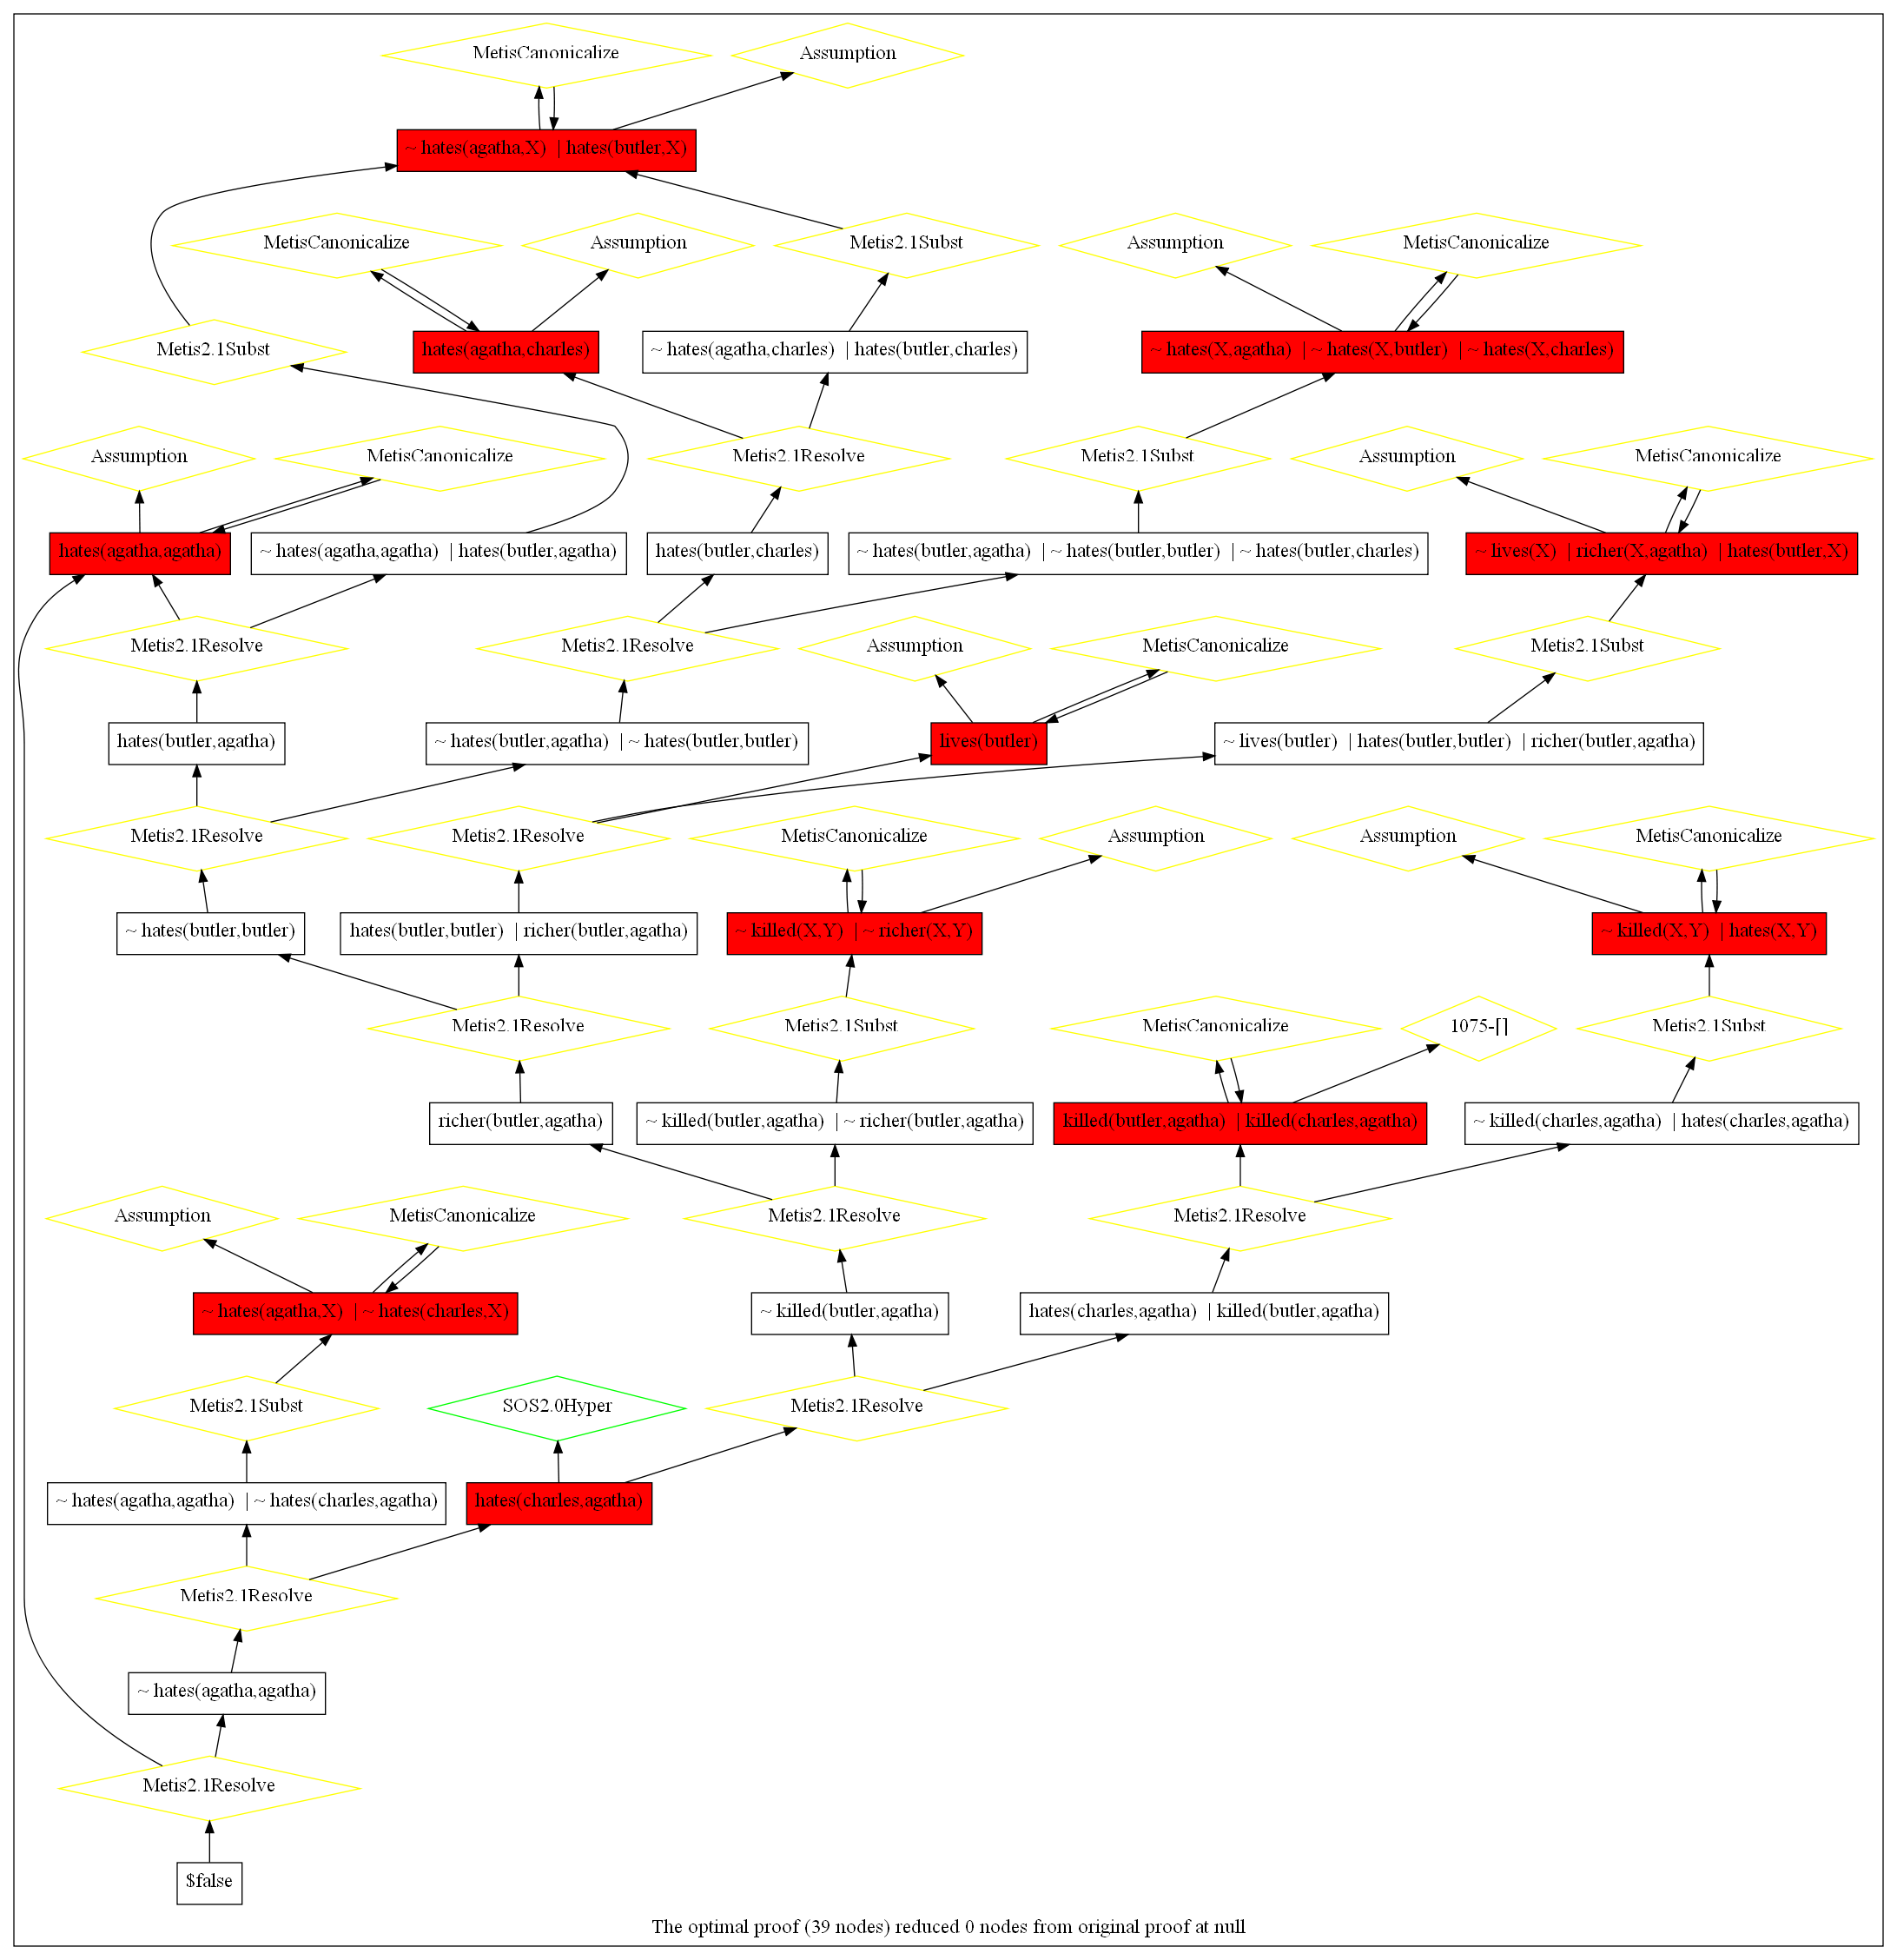 MetisCanonicalize
Assumption
~ hates(agatha,X) | hates(butler,X)
MetisCanonicalize
Assumption
Metis2.1Subst
Assumption
MetisCanonicalize
Metis2.1Subst
hates(agatha,charles)
~ hates(agatha,charles) | hates(butler,charles)
~ hates(X,agatha) | ~ hates(X,butler) | ~ hates(X,charles)
Assumption
MetisCanonicalize
Metis2.1Resolve
Metis2.1Subst
Assumption
MetisCanonicalize
hates(agatha,agatha)
~ hates(agatha,agatha) | hates(butler,agatha)
hates(butler,charles)
~ hates(butler,agatha) | ~ hates(butler,butler) | ~ hates(butler,charles)
~ lives(X) | richer(X,agatha) | hates(butler,X)
Metis2.1Resolve
Metis2.1Resolve
Assumption
MetisCanonicalize
Metis2.1Subst
hates(butler,agatha)
~ hates(butler,agatha) | ~ hates(butler,butler)
lives(butler)
~ lives(butler) | hates(butler,butler) | richer(butler,agatha)
Metis2.1Resolve
Metis2.1Resolve
MetisCanonicalize
Assumption
Assumption
MetisCanonicalize
~ hates(butler,butler)
hates(butler,butler) | richer(butler,agatha)
~ killed(X,Y) | ~ richer(X,Y)
~ killed(X,Y) | hates(X,Y)
Metis2.1Resolve
Metis2.1Subst
MetisCanonicalize
1075-[]
Metis2.1Subst
richer(butler,agatha)
~ killed(butler,agatha) | ~ richer(butler,agatha)
killed(butler,agatha) | killed(charles,agatha)
~ killed(charles,agatha) | hates(charles,agatha)
Assumption
MetisCanonicalize
Metis2.1Resolve
Metis2.1Resolve
~ hates(agatha,X) | ~ hates(charles,X)
~ killed(butler,agatha)
hates(charles,agatha) | killed(butler,agatha)
Metis2.1Subst
SOS2.0Hyper
Metis2.1Resolve
~ hates(agatha,agatha) | ~ hates(charles,agatha)
hates(charles,agatha)
Metis2.1Resolve
~ hates(agatha,agatha)
Metis2.1Resolve
$false
The optimal proof (39 nodes) reduced 0 nodes from original proof at null